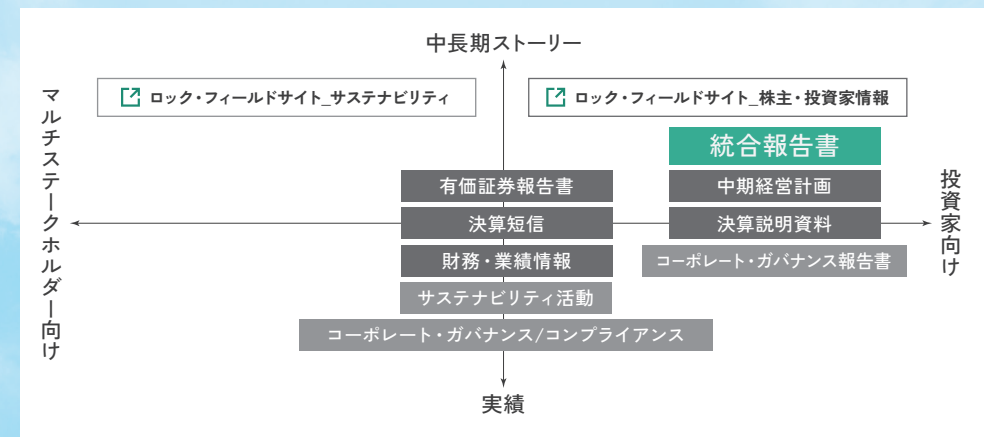 中長期ストーリー
マルチステークホルダー向け
ロック・フィールドサイト_サステナビリティ
ロック・フィールドサイト_株主・投資家情報
統合報告書
有価証券報告書
中期経営計画
決算短信
決算説明資料
投資家向け
財務・業績情報
コーポレート・ガバナンス報告書
サステナビリティ活動
コーポレート・ガバナンス/コンプライアンス
実績